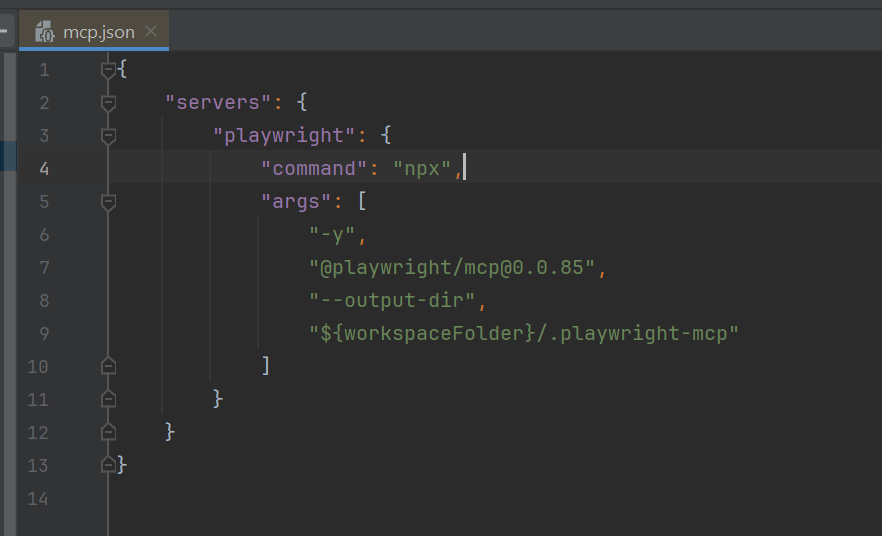 mcp.json
1 {
2     "servers": {
3         "playwright": {
4             "command": "npx",
5             "args": [
6                 "-y",
7                 "@playwright/mcp@0.0.85",
8                 "--output-dir",
9                 "${workspaceFolder}/.playwright-mcp"
10             ]
11         }
12     }
13 }
14